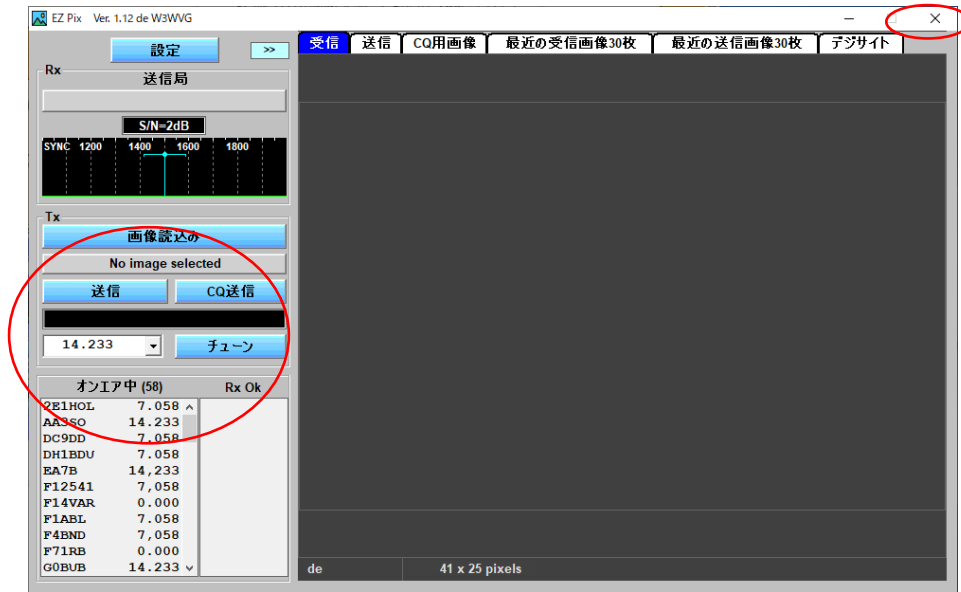 EZ Pix Ver. 1.12 de W3WVG
設定 >>
受信 送信 CQ用画像 最近の受信画像30枚 最近の送信画像30枚 デジサイト
Rx
送信局
S/N=2dB
SYNC 1200 1400 1600 1800
Tx
画像読込み
No image selected
送信 CQ送信
14.233 チューン
オンエア中 (58) Rx Ok
2E1HOL 7.058
AA3SO 14.233
DC9DD 7.058
DH1BDU 7.058
EA7B 14,233
F12541 7,058
F14VAR 0.000
F1ABL 7.058
F4BND 7,058
F71RB 0.000
G0BUB 14.233
de 41 x 25 pixels